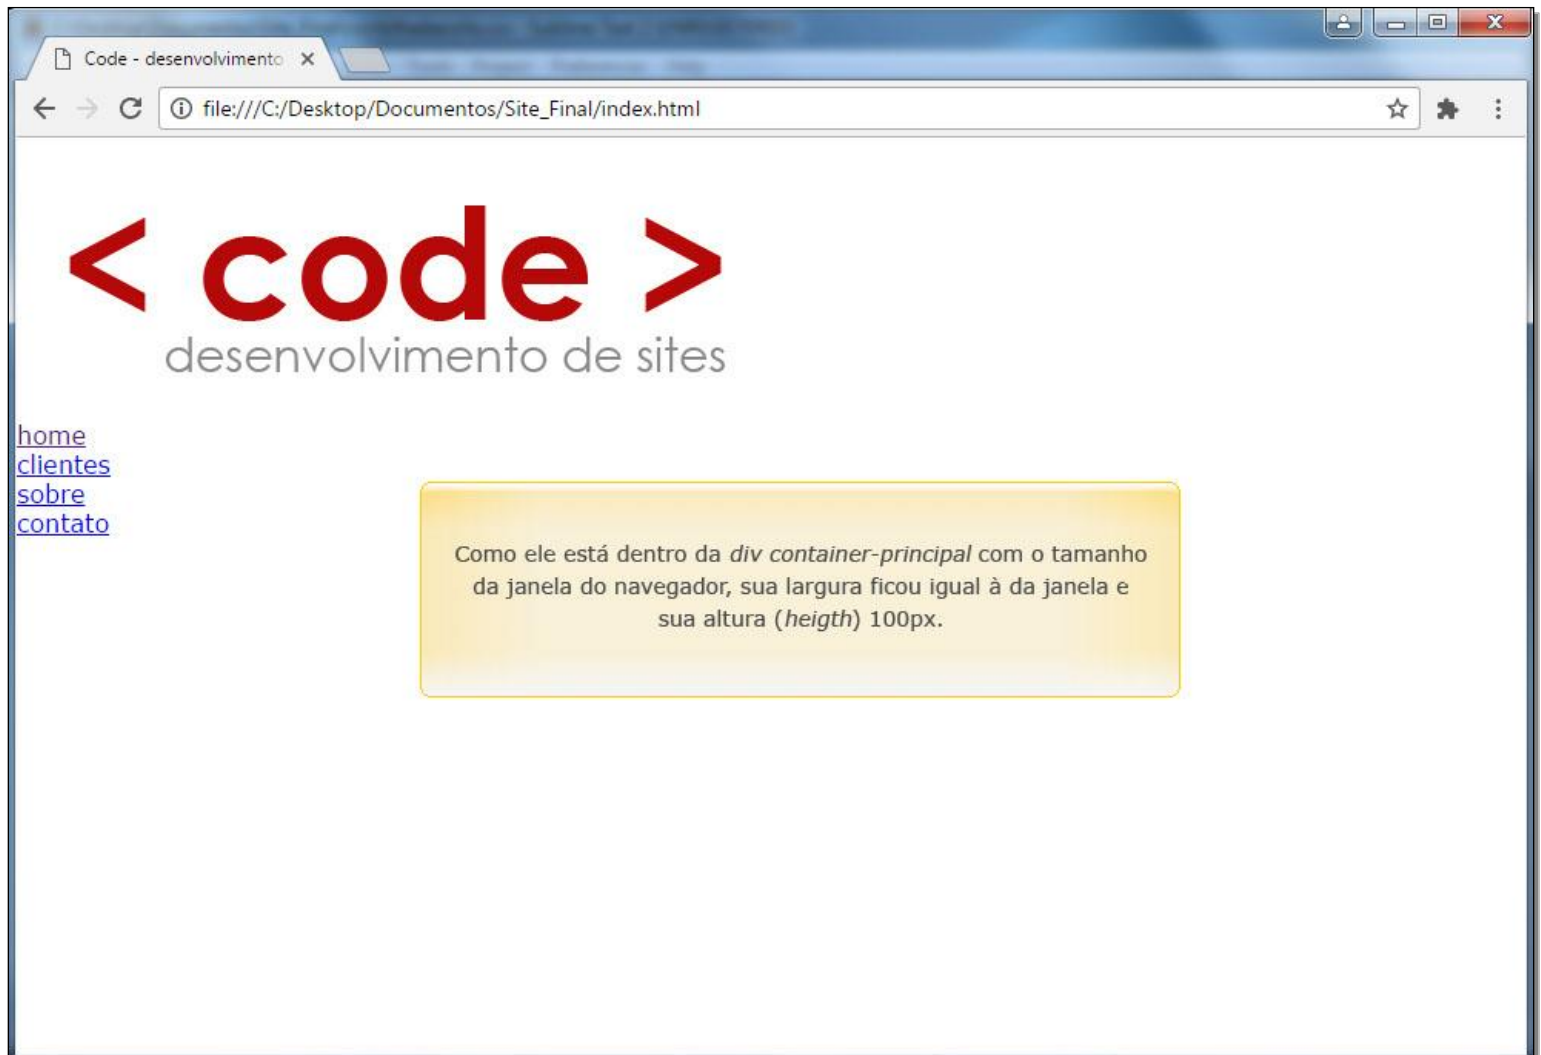 Code - desenvolvimento
file:///C:/Desktop/Documentos/Site_Final/index.html
< code >
desenvolvimento de sites
home
clientes
sobre
contato
Como ele está dentro da div container-principal com o tamanho
da janela do navegador, sua largura ficou igual à da janela e
sua altura (heigth) 100px.